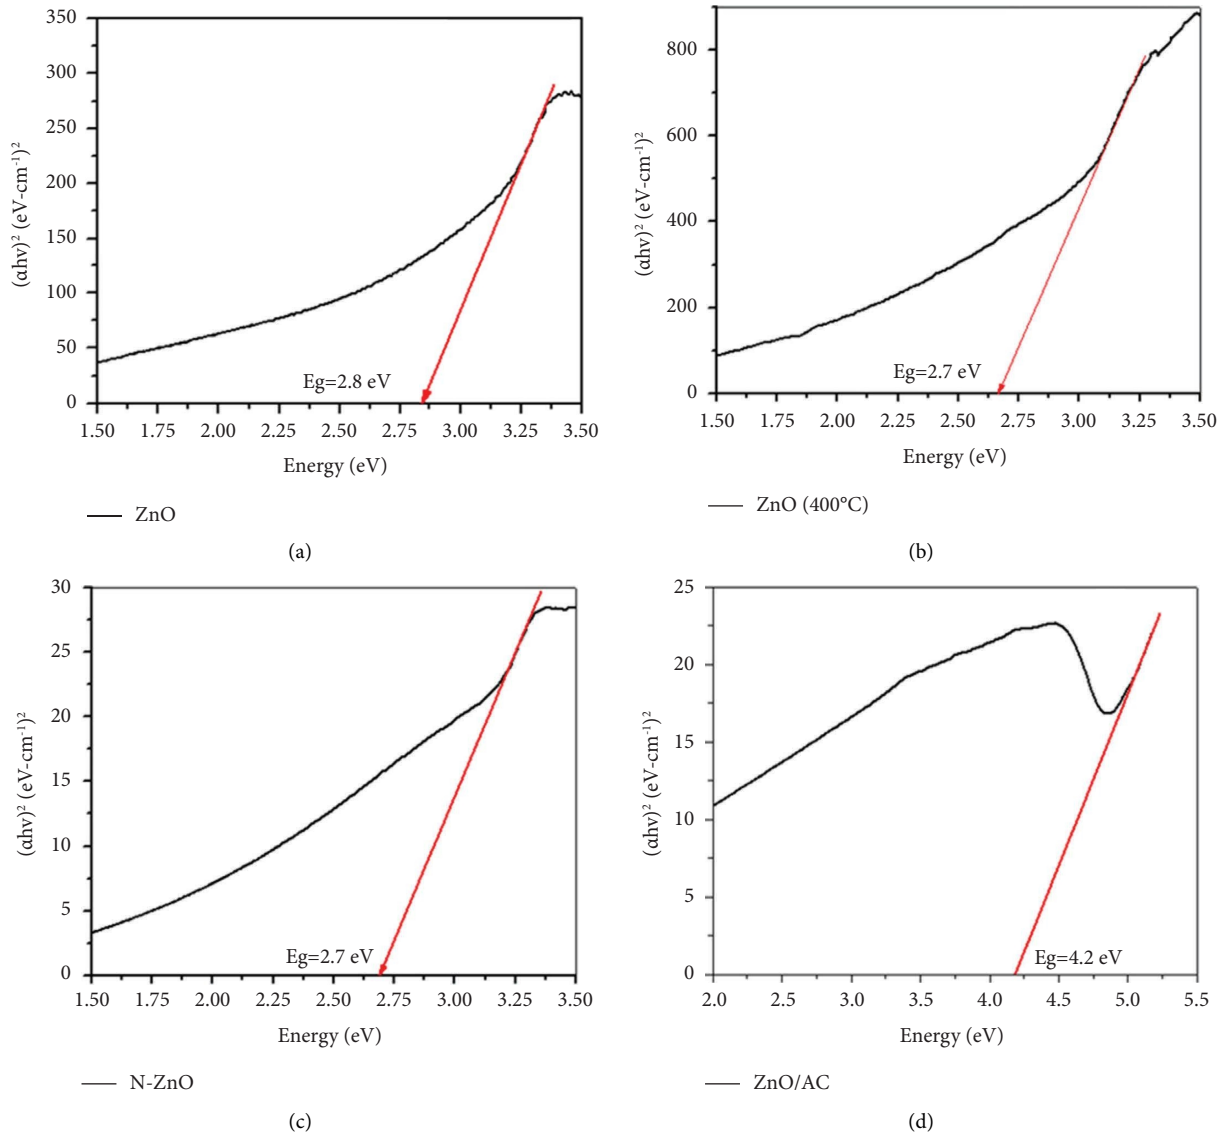 350
300
250
200
150
100
50
0
(αhv)² (eV-cm⁻¹)²
Eg=2.8 eV
1.50 1.75 2.00 2.25 2.50 2.75 3.00 3.25 3.50
Energy (eV)
ZnO
(a)
800
600
400
200
0
(αhv)² (eV-cm⁻¹)²
Eg=2.7 eV
1.50 1.75 2.00 2.25 2.50 2.75 3.00 3.25 3.50
Energy (eV)
ZnO (400°C)
(b)
30
25
20
15
10
5
0
(αhv)² (eV-cm⁻¹)²
Eg=2.7 eV
1.50 1.75 2.00 2.25 2.50 2.75 3.00 3.25 3.50
Energy (eV)
N-ZnO
(c)
25
20
15
10
5
0
(αhv)² (eV-cm⁻¹)²
Eg=4.2 eV
2.0 2.5 3.0 3.5 4.0 4.5 5.0 5.5
Energy (eV)
ZnO/AC
(d)